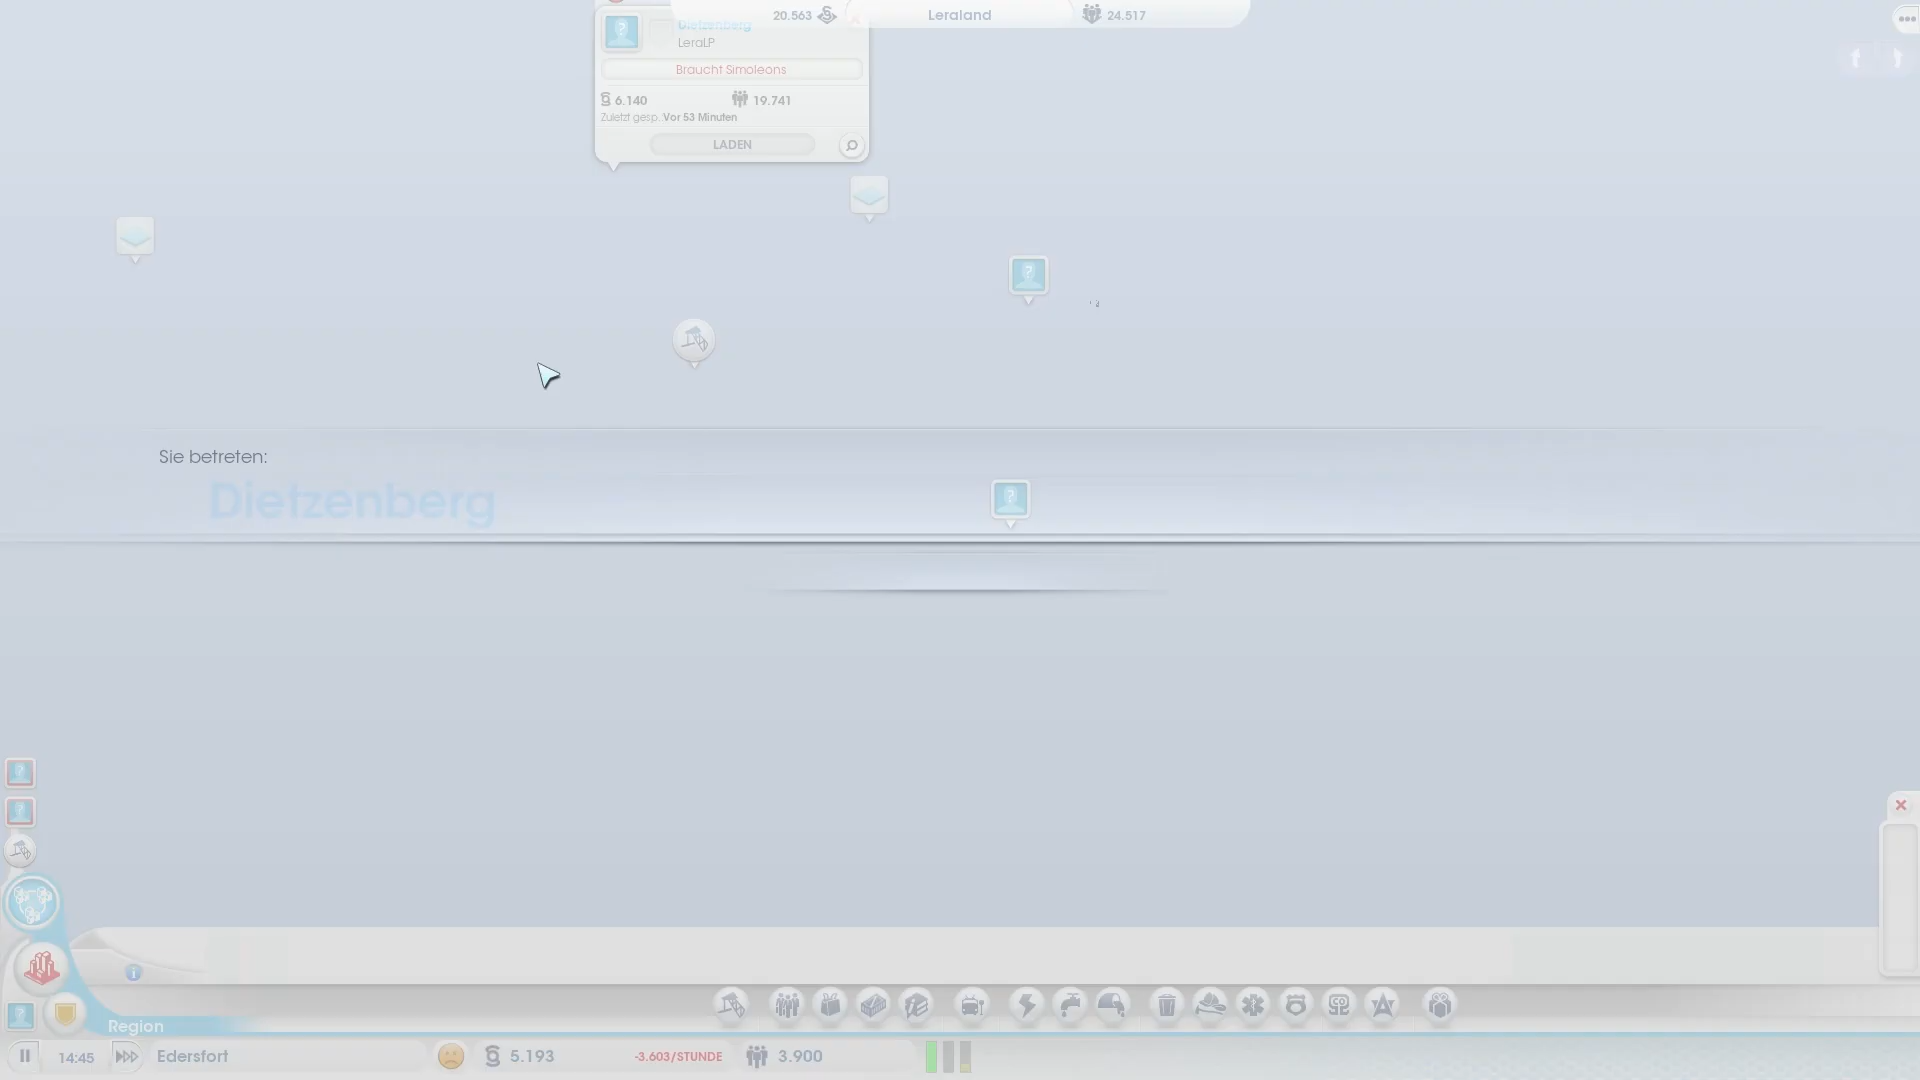 20.563
Leraland
24.517
Dietzenberg
LeraLP
Braucht Simoleons
6.140
19.741
Zuletzt gesp..Vor 53 Minuten
LADEN
Sie betreten:
Dietzenberg
Region
14:45
Edersfort
5.193
-3.603/STUNDE
3.900